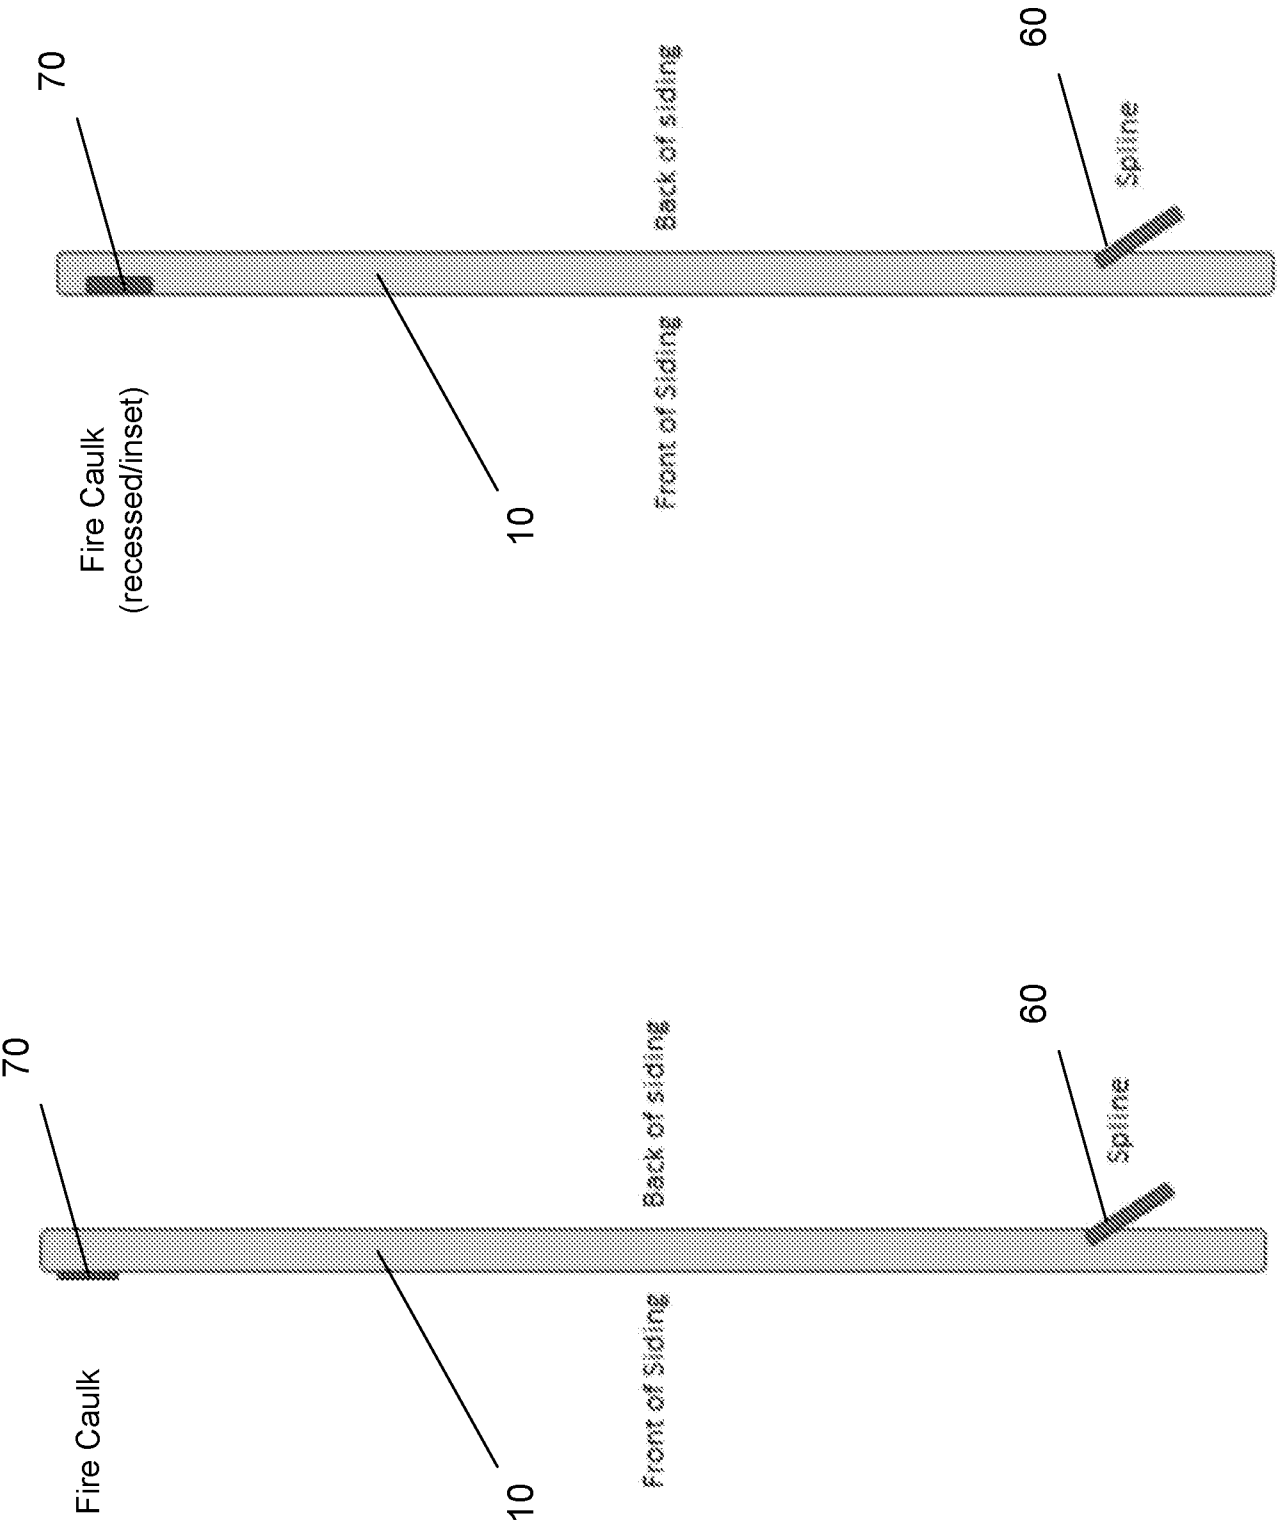 70
Fire Caulk
10
Front of Siding
Back of siding
60
Spline
70
Fire Caulk
(recessed/inset)
10
Front of Siding
Back of siding
60
Spline